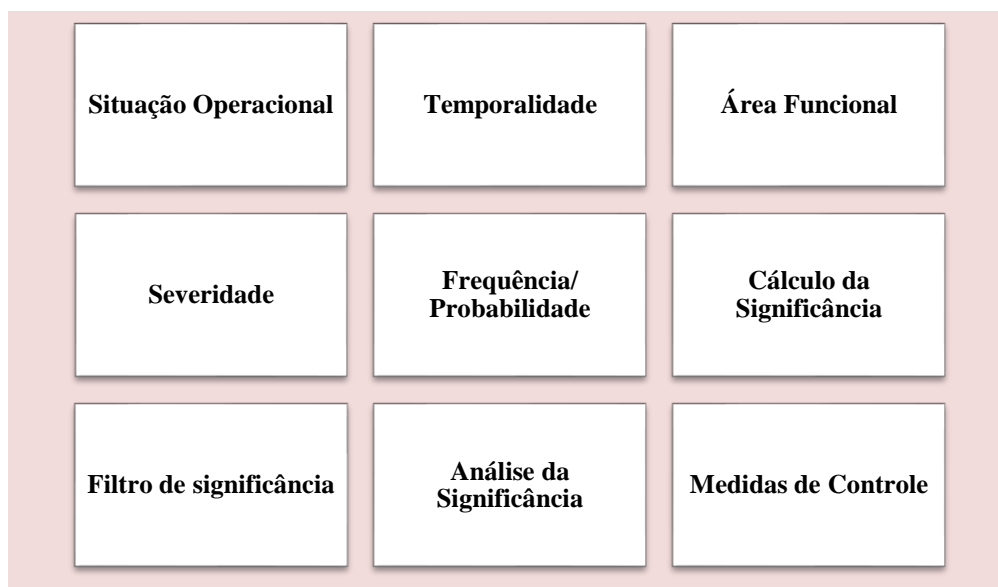 Situação Operacional
Temporalidade
Área Funcional
Severidade
Frequência/
Probabilidade
Cálculo da
Significância
Filtro de significância
Análise da
Significância
Medidas de Controle